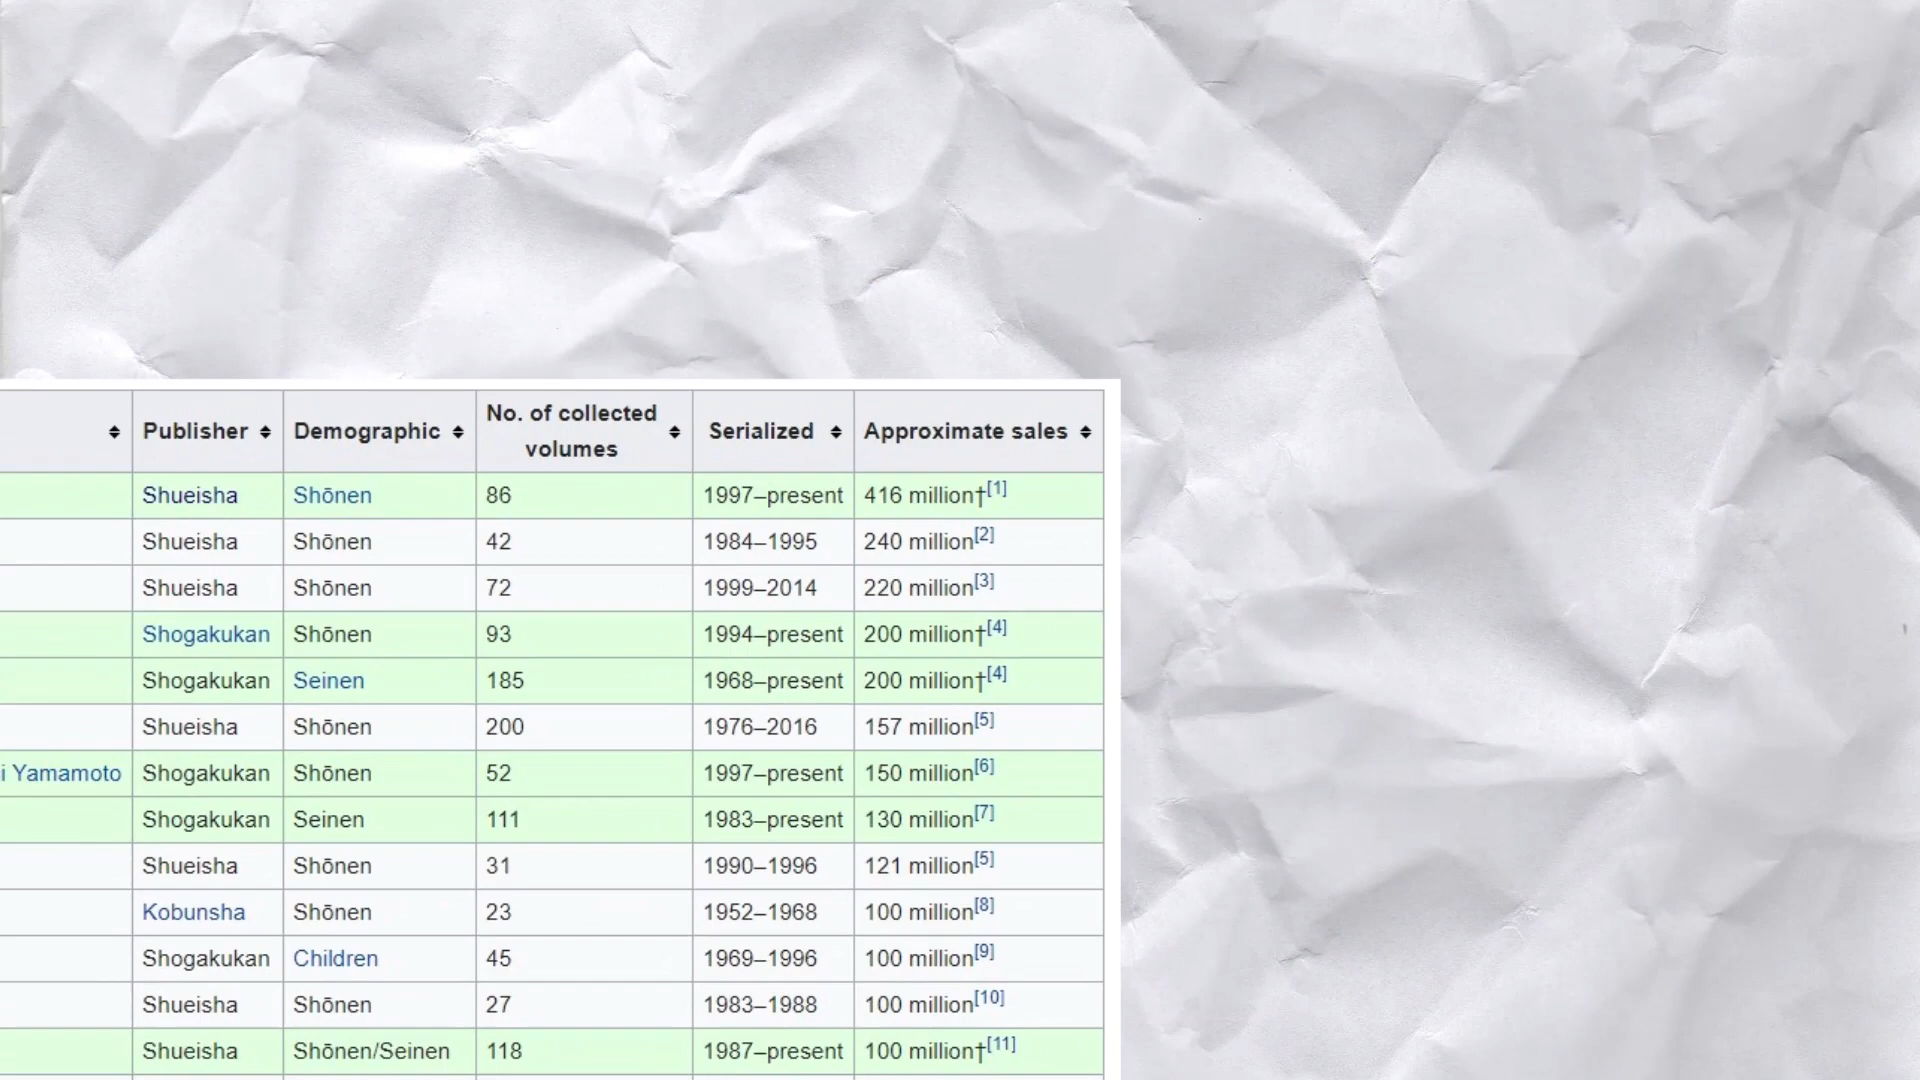 Publisher Demographic No. of collected volumes Serialized Approximate sales
Shueisha Shōnen 86 1997–present 416 million†[1]
Shueisha Shōnen 42 1984–1995 240 million[2]
Shueisha Shōnen 72 1999–2014 220 million[3]
Shogakukan Shōnen 93 1994–present 200 million†[4]
Shogakukan Seinen 185 1968–present 200 million†[4]
Shueisha Shōnen 200 1976–2016 157 million[5]
i Yamamoto Shogakukan Shōnen 52 1997–present 150 million[6]
Shogakukan Seinen 111 1983–present 130 million[7]
Shueisha Shōnen 31 1990–1996 121 million[5]
Kobunsha Shōnen 23 1952–1968 100 million[8]
Shogakukan Children 45 1969–1996 100 million[9]
Shueisha Shōnen 27 1983–1988 100 million[10]
Shueisha Shōnen/Seinen 118 1987–present 100 million†[11]